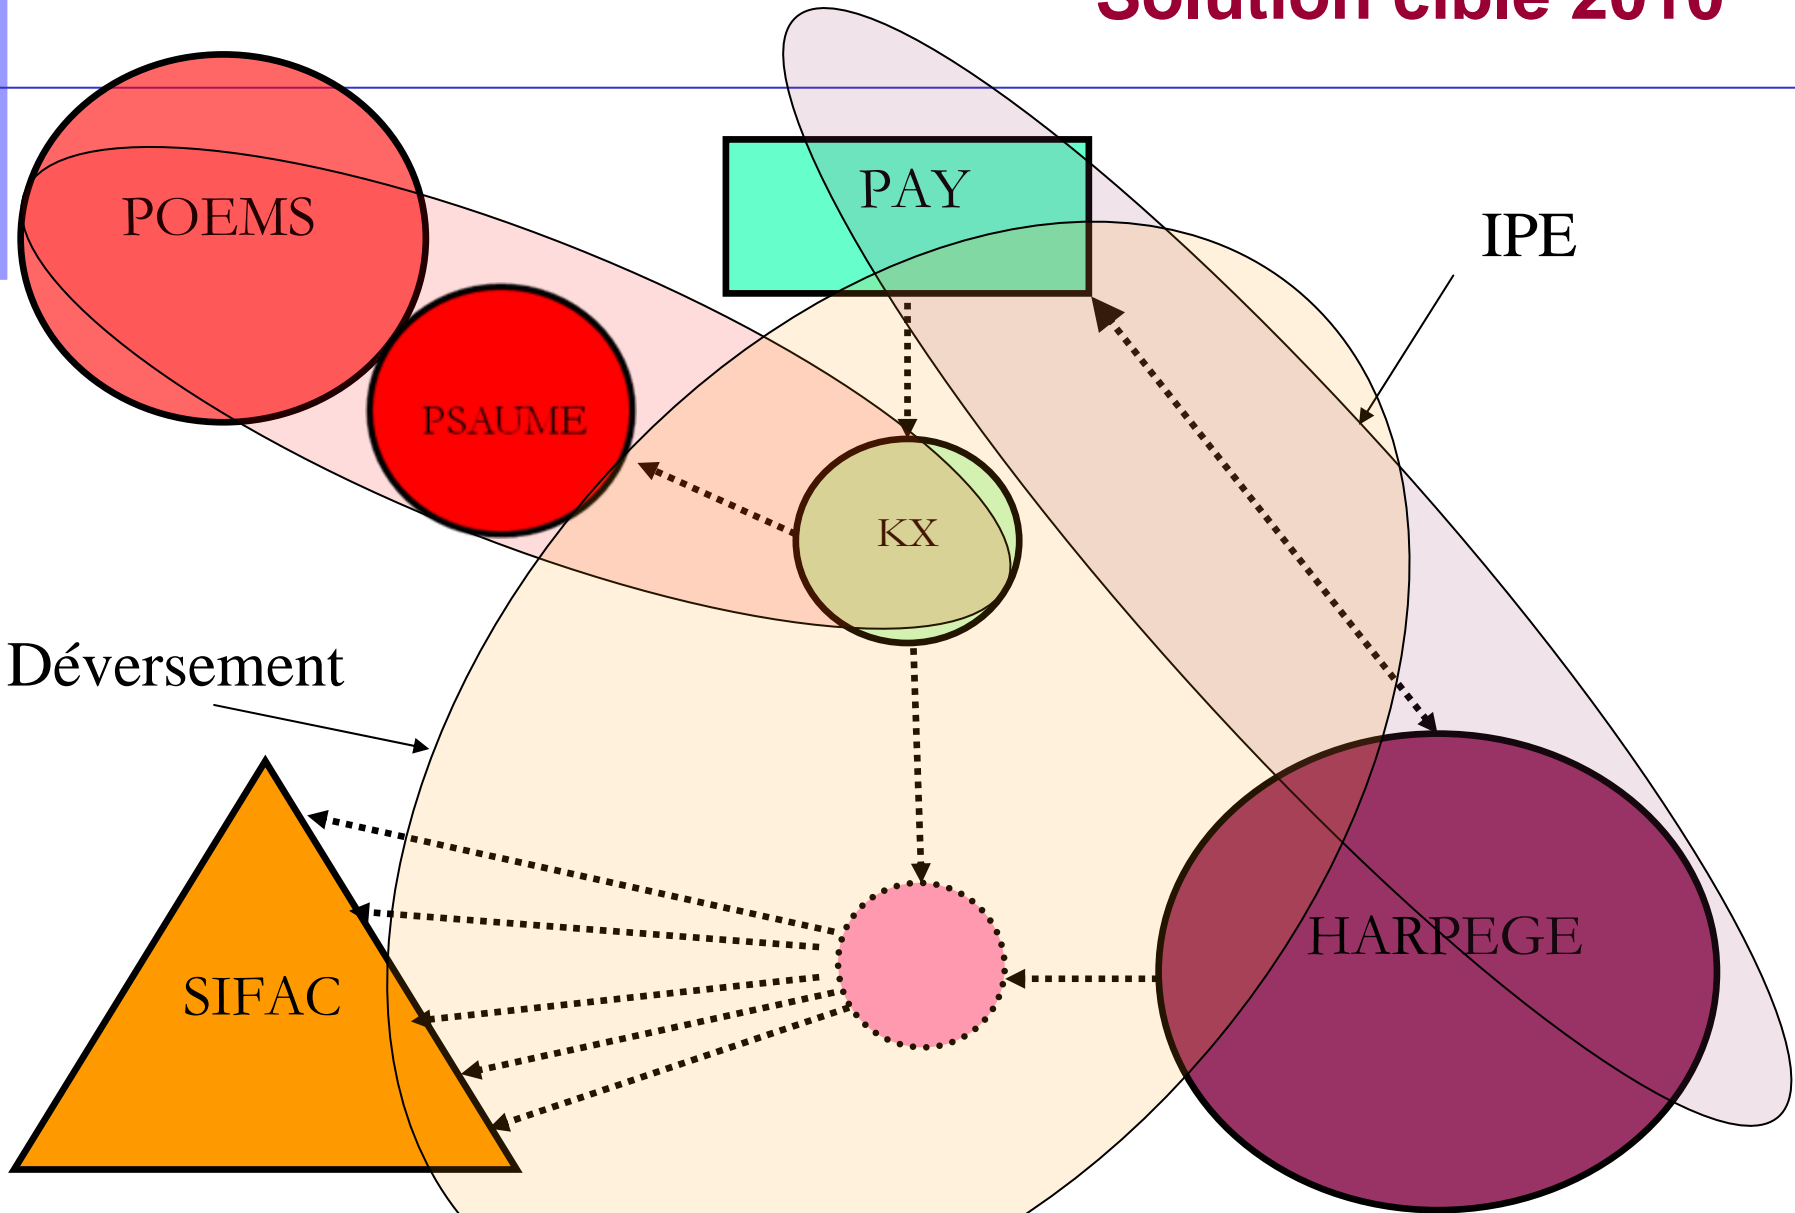 Solution cible 2010
POEMS
PAY
IPE
PSAUME
KX
Déversement
HARPEGE
SIFAC